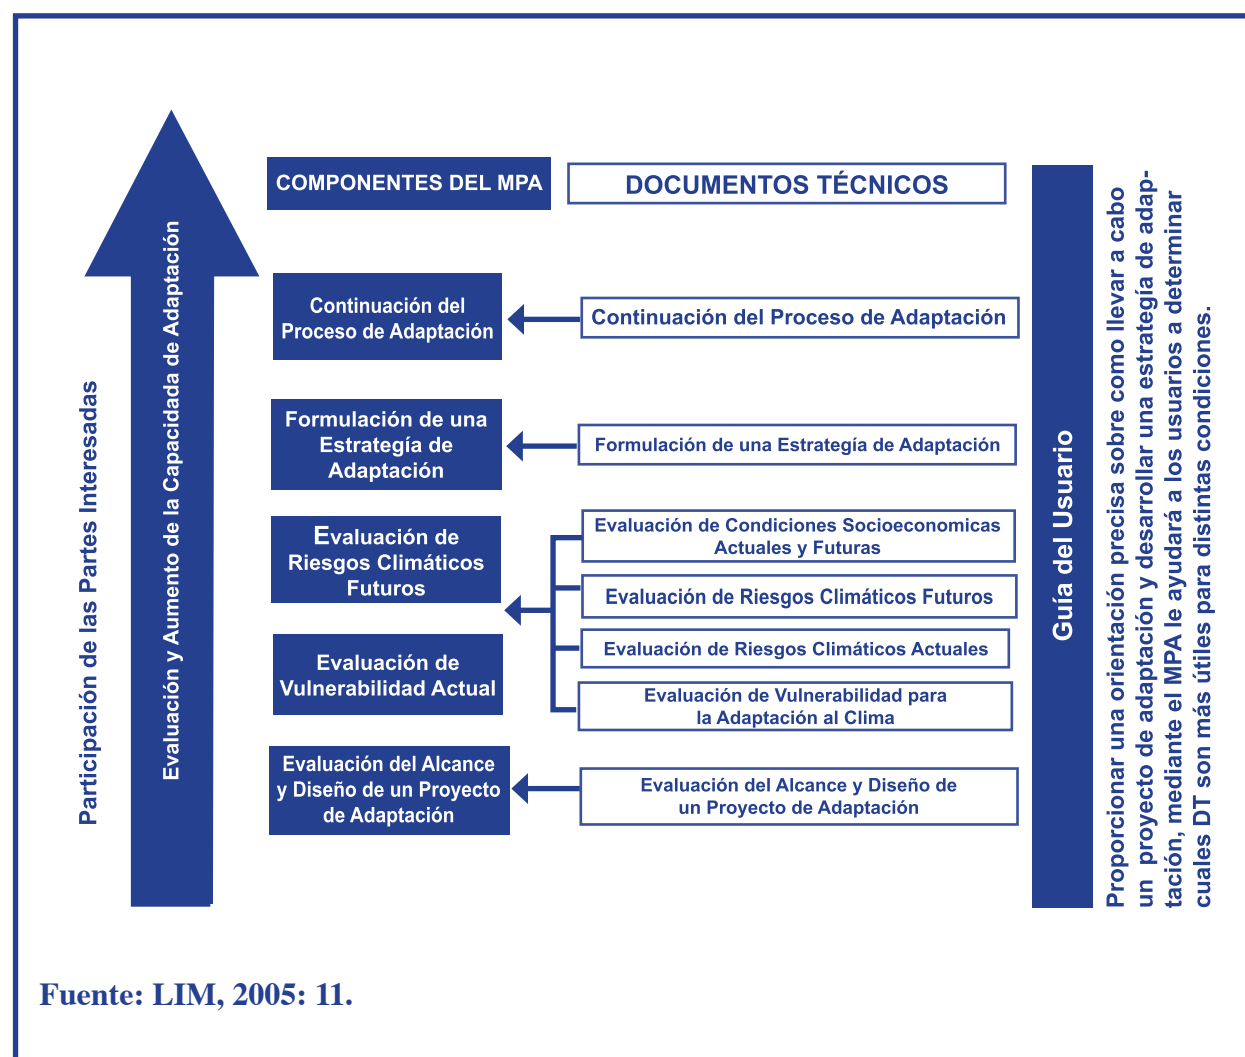 Participación de las Partes Interesadas
Evaluación y Aumento de la Capacidada de Adaptación
COMPONENTES DEL MPA
DOCUMENTOS TÉCNICOS
Continuación del
Proceso de Adaptación
Continuación del Proceso de Adaptación
Formulación de una
Estrategía de
Adaptación
Formulación de una Estrategía de Adaptación
Evaluación de
Riesgos Climáticos
Futuros
Evaluación de Condiciones Socioeconomicas
Actuales y Futuras
Evaluación de Riesgos Climáticos Futuros
Evaluación de
Vulnerabilidad Actual
Evaluación de Riesgos Climáticos Actuales
Evaluación de Vulnerabilidad para
la Adaptación al Clima
Evaluación del Alcance
y Diseño de un Proyecto
de Adaptación
Evaluación del Alcance y Diseño de
un Proyecto de Adaptación
Guía del Usuario
Proporcionar una orientación precisa sobre como llevar a cabo
un proyecto de adaptación y desarrollar una estrategía de adap-
tación, mediante el MPA le ayudará a los usuarios a determinar
cuales DT son más útiles para distintas condiciones.
Fuente: LIM, 2005: 11.